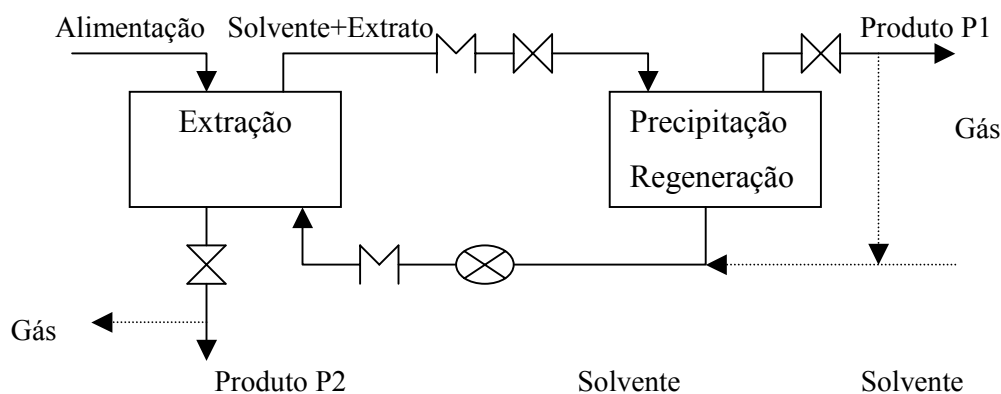 Alimentação
Solvente+Extrato
Produto P1
Extração
Precipitação
Regeneração
Gás
Gás
Produto P2
Solvente
Solvente